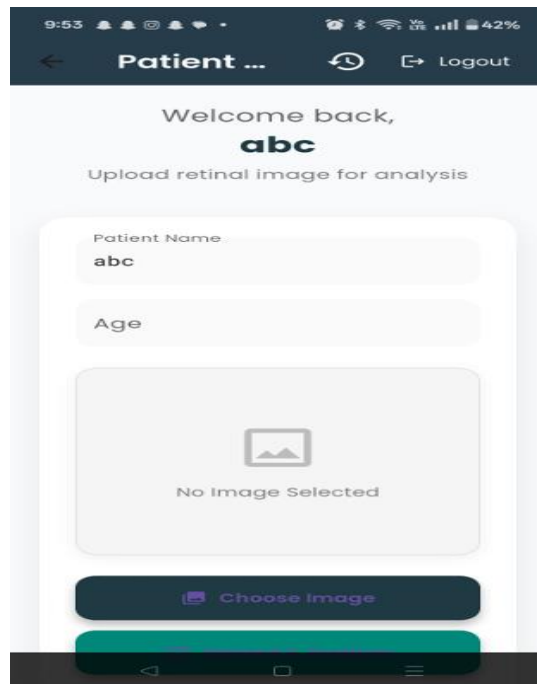 9:53 42%
Patient ... Logout
Welcome back,
abc
Upload retinal image for analysis
Patient Name
abc
Age
No Image Selected
Choose Image